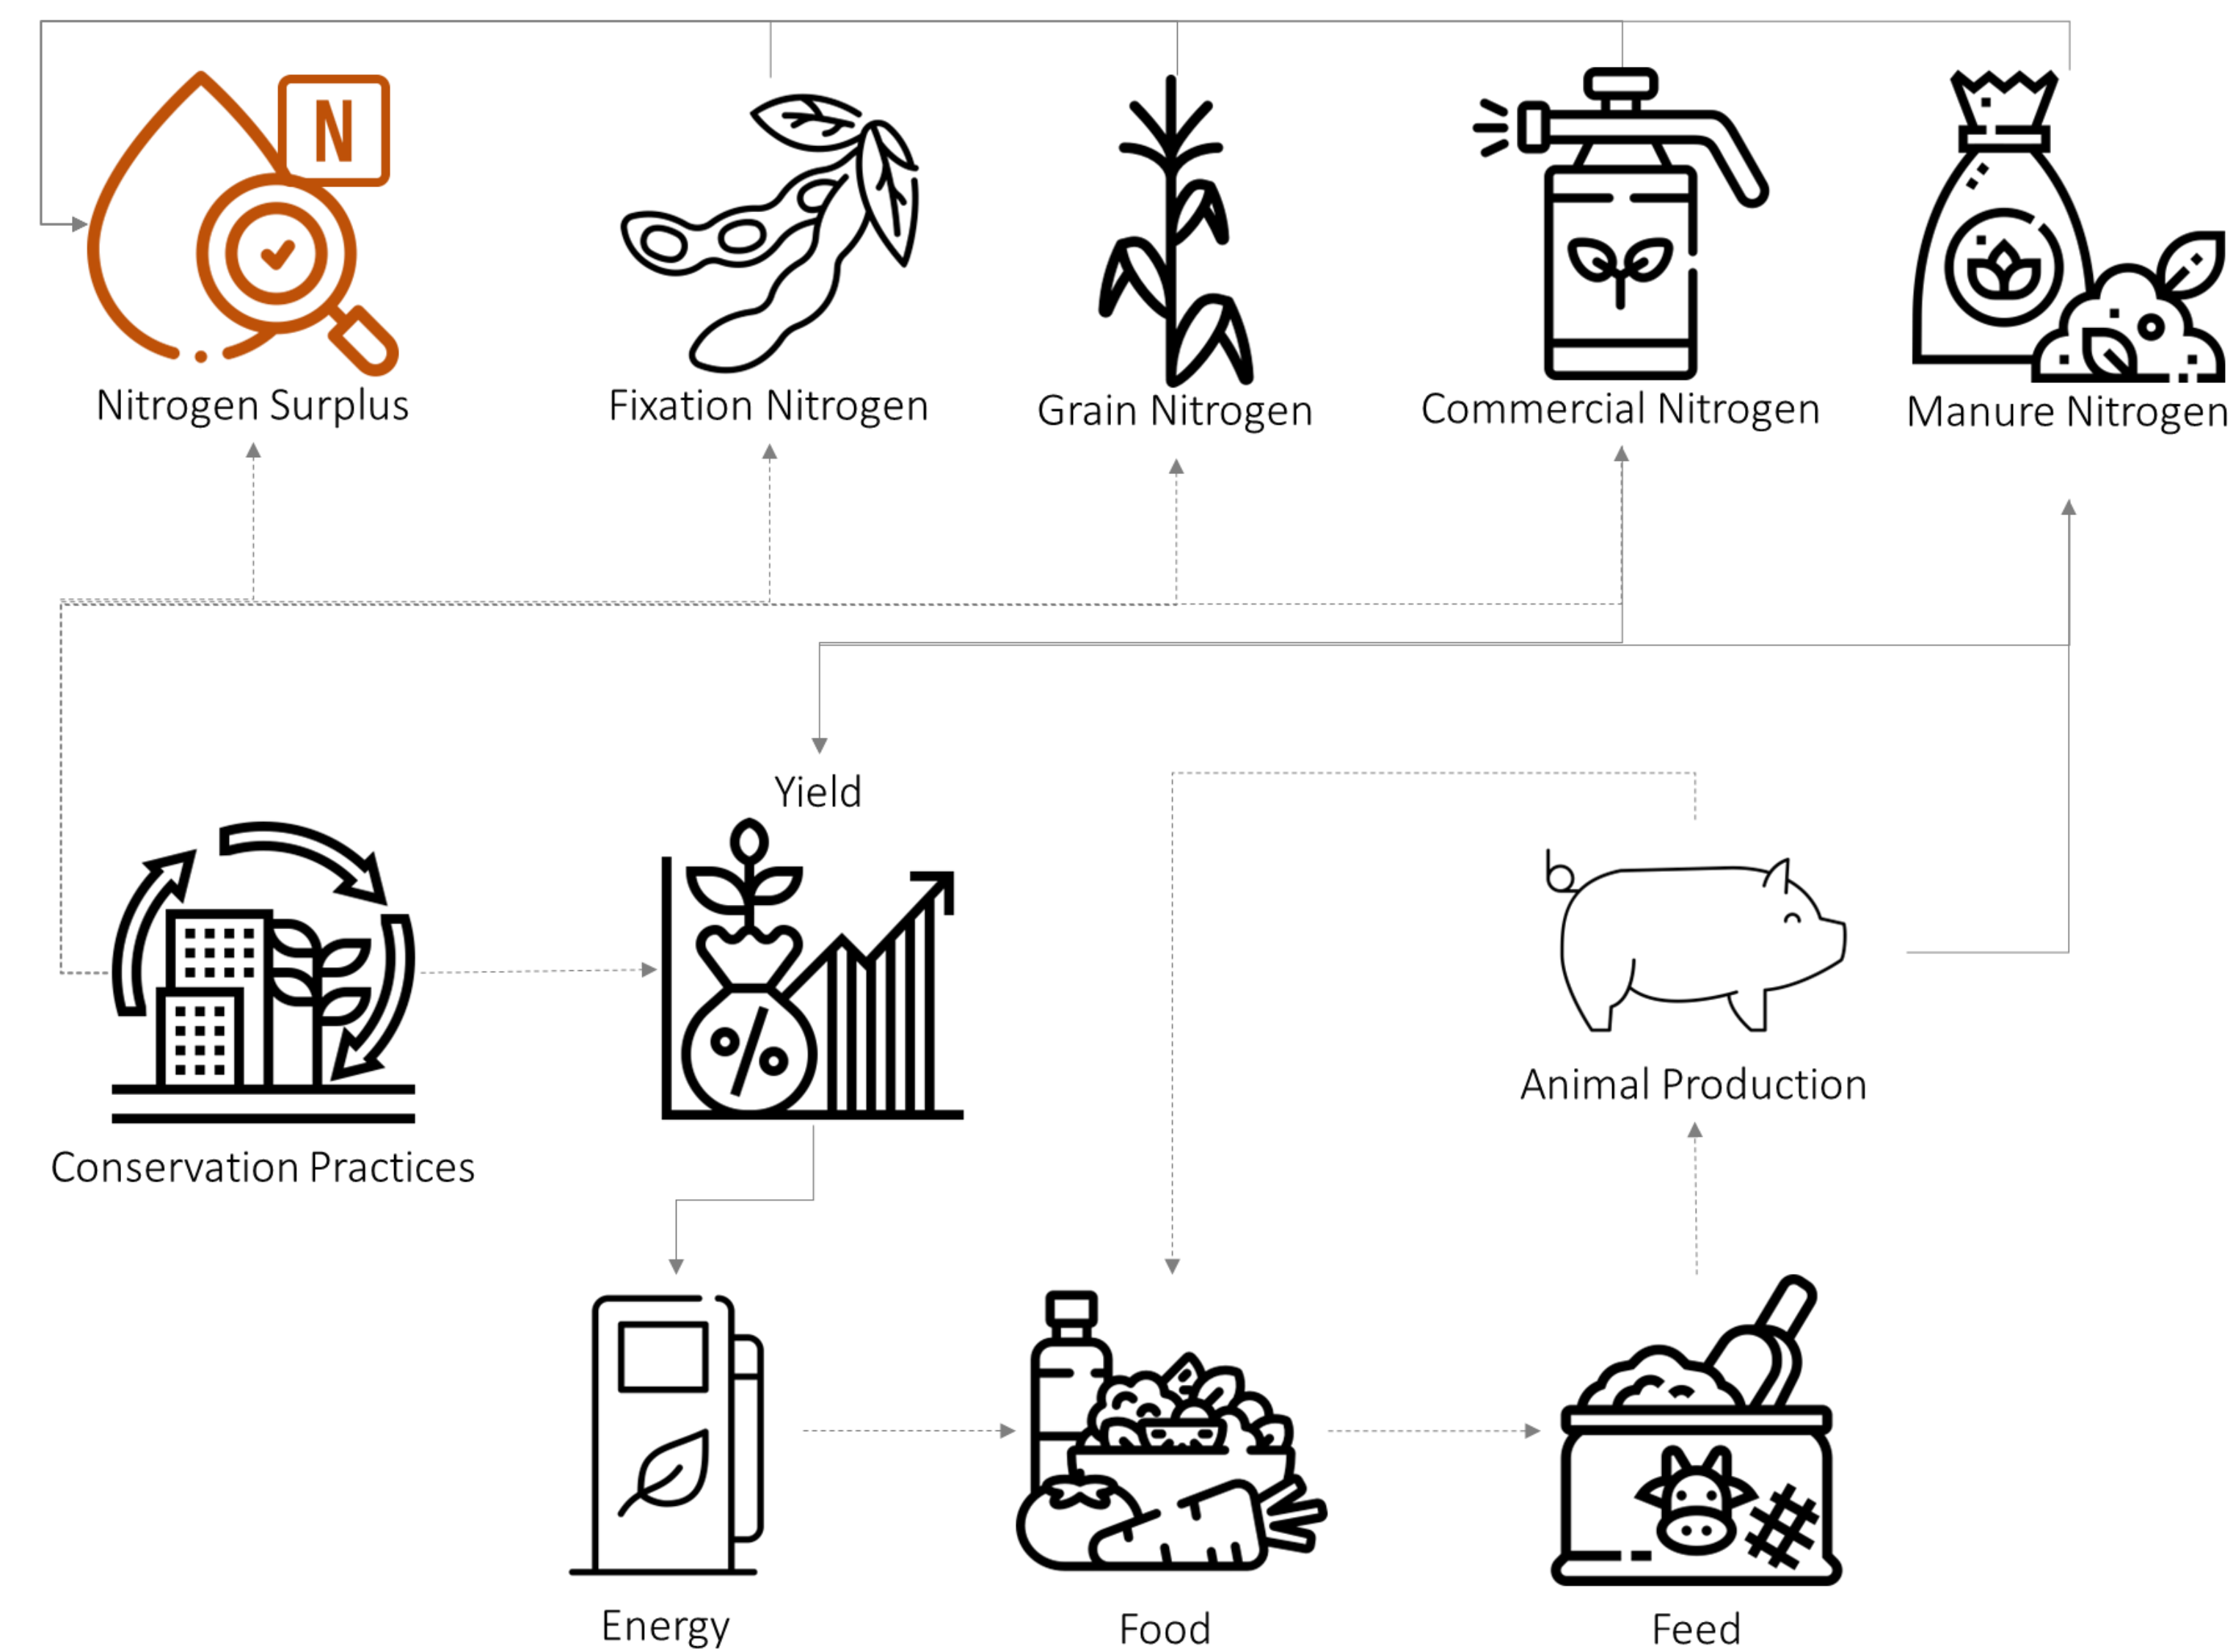 N
Nitrogen Surplus
Fixation Nitrogen
Grain Nitrogen
Commercial Nitrogen
Manure Nitrogen
Yield
Animal Production
Conservation Practices
Energy
Food
Feed